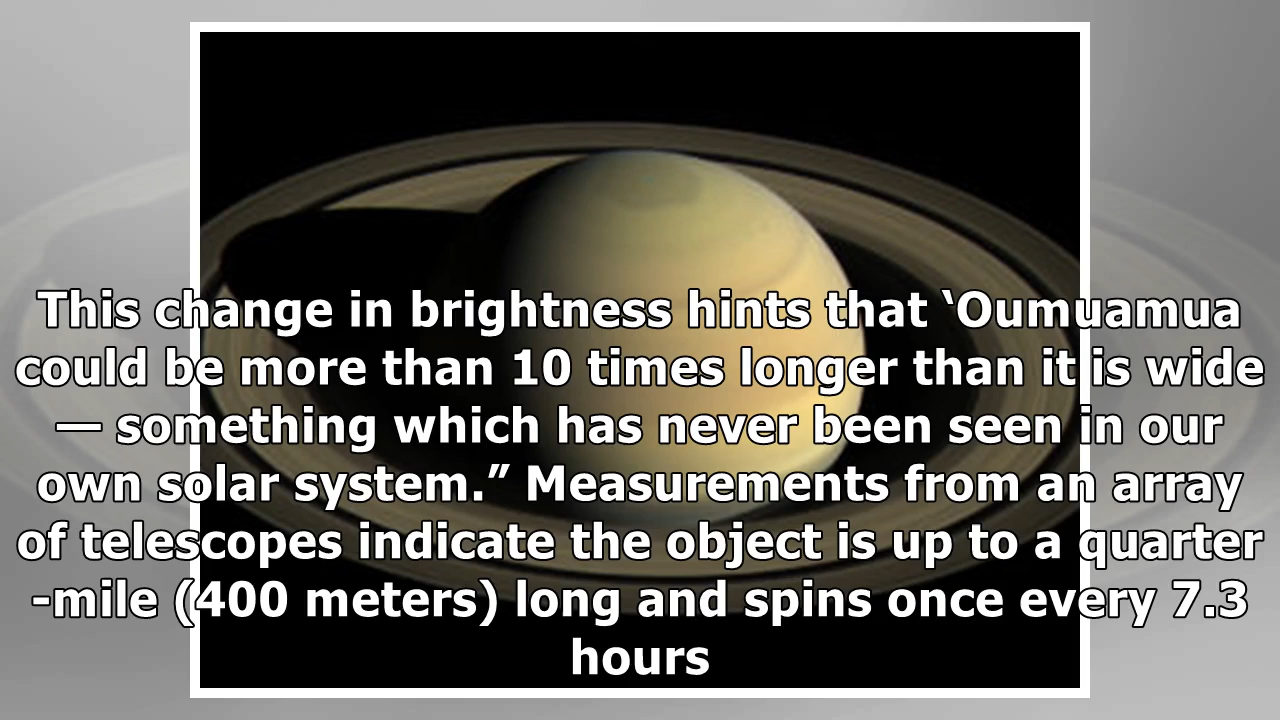 This change in brightness hints that ‘Oumuamua
could be more than 10 times longer than it is wide
— something which has never been seen in our
own solar system.” Measurements from an array
of telescopes indicate the object is up to a quarter
-mile (400 meters) long and spins once every 7.3
hours